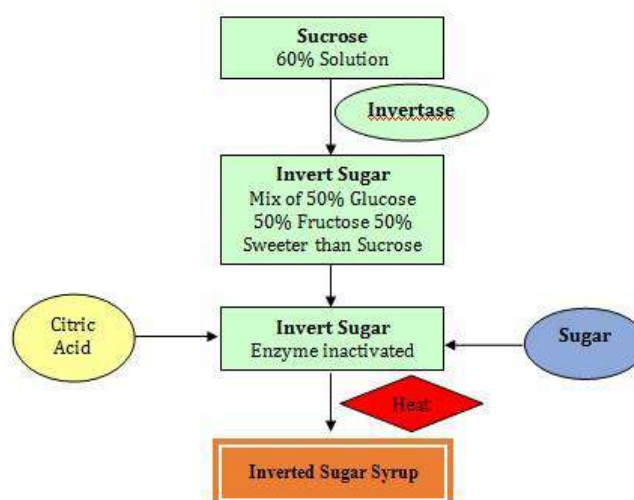 Sucrose
60% Solution
Invertase
Invert Sugar
Mix of 50% Glucose
50% Fructose 50%
Sweeter than Sucrose
Citric
Acid
Invert Sugar
Enzyme inactivated
Sugar
Heat
Inverted Sugar Syrup